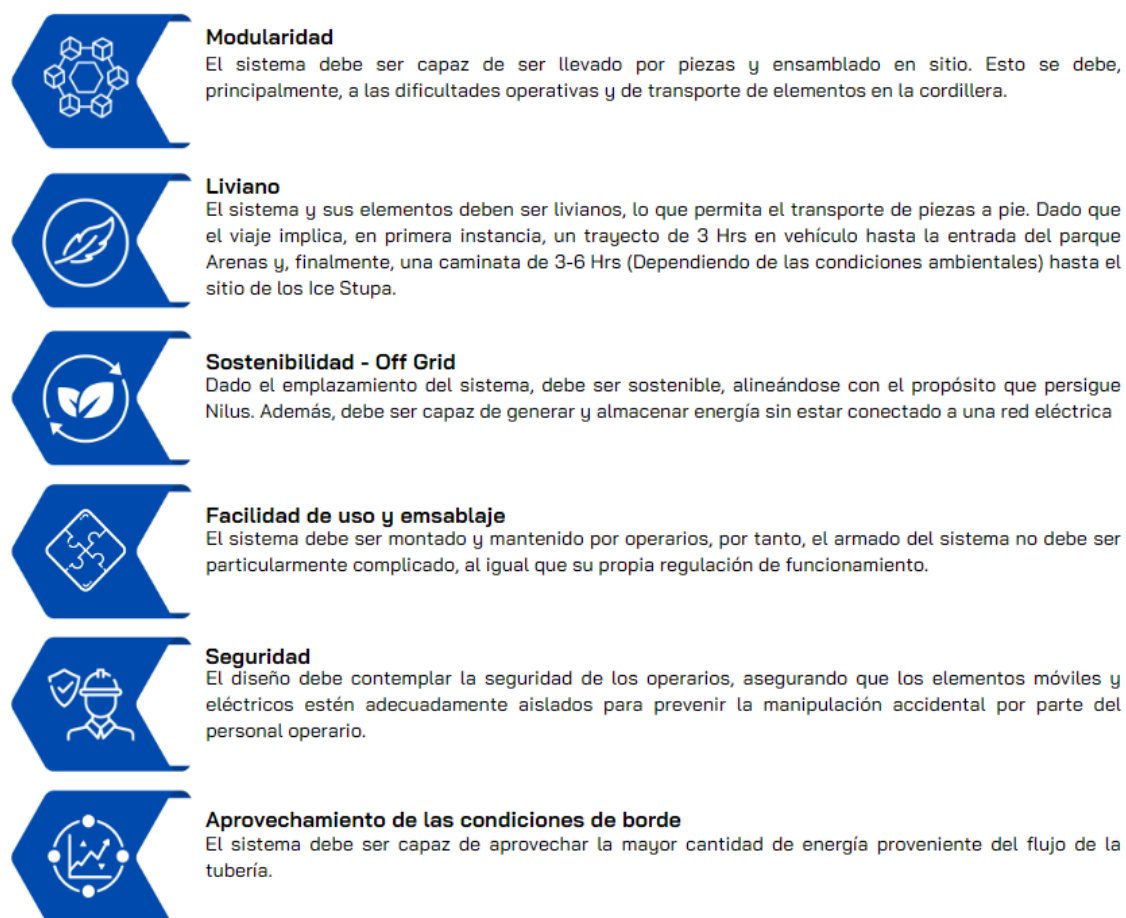 Modularidad
El sistema debe ser capaz de ser llevado por piezas y ensamblado en sitio. Esto se debe,
principalmente, a las dificultades operativas y de transporte de elementos en la cordillera.
Liviano
El sistema y sus elementos deben ser livianos, lo que permita el transporte de piezas a pie. Dado que
el viaje implica, en primera instancia, un trayecto de 3 Hrs en vehículo hasta la entrada del parque
Arenas y, finalmente, una caminata de 3-6 Hrs (Dependiendo de las condiciones ambientales) hasta el
sitio de los Ice Stupa.
Sostenibilidad - Off Grid
Dado el emplazamiento del sistema, debe ser sostenible, alineándose con el propósito que persigue
Nilus. Además, debe ser capaz de generar y almacenar energía sin estar conectado a una red eléctrica
Facilidad de uso y emsablaje
El sistema debe ser montado y mantenido por operarios, por tanto, el armado del sistema no debe ser
particularmente complicado, al igual que su propia regulación de funcionamiento.
Seguridad
El diseño debe contemplar la seguridad de los operarios, asegurando que los elementos móviles y
eléctricos estén adecuadamente aislados para prevenir la manipulación accidental por parte del
personal operario.
Aprovechamiento de las condiciones de borde
El sistema debe ser capaz de aprovechar la mayor cantidad de energía proveniente del flujo de la
tubería.